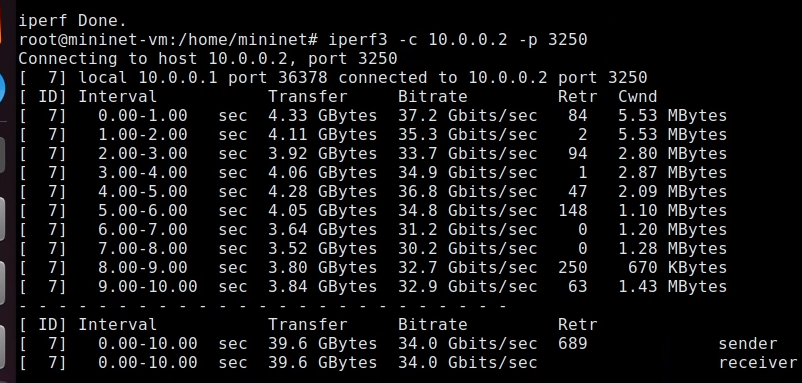 iperf Done.
root@mininet-vm:/home/mininet# iperf3 -c 10.0.0.2 -p 3250
Connecting to host 10.0.0.2, port 3250
[  7] local 10.0.0.1 port 36378 connected to 10.0.0.2 port 3250
[ ID] Interval           Transfer     Bitrate         Retr  Cwnd
[  7]   0.00-1.00   sec  4.33 GBytes  37.2 Gbits/sec   84   5.53 MBytes
[  7]   1.00-2.00   sec  4.11 GBytes  35.3 Gbits/sec    2   5.53 MBytes
[  7]   2.00-3.00   sec  3.92 GBytes  33.7 Gbits/sec   94   2.80 MBytes
[  7]   3.00-4.00   sec  4.06 GBytes  34.9 Gbits/sec    1   2.87 MBytes
[  7]   4.00-5.00   sec  4.28 GBytes  36.8 Gbits/sec   47   2.09 MBytes
[  7]   5.00-6.00   sec  4.05 GBytes  34.8 Gbits/sec  148   1.10 MBytes
[  7]   6.00-7.00   sec  3.64 GBytes  31.2 Gbits/sec    0   1.20 MBytes
[  7]   7.00-8.00   sec  3.52 GBytes  30.2 Gbits/sec    0   1.28 MBytes
[  7]   8.00-9.00   sec  3.80 GBytes  32.7 Gbits/sec  250    670 KBytes
[  7]   9.00-10.00  sec  3.84 GBytes  32.9 Gbits/sec   63   1.43 MBytes
- - - - - - - - - - - - - - - - - - - - - - - - -
[ ID] Interval           Transfer     Bitrate         Retr
[  7]   0.00-10.00  sec  39.6 GBytes  34.0 Gbits/sec  689             sender
[  7]   0.00-10.00  sec  39.6 GBytes  34.0 Gbits/sec                  receiver